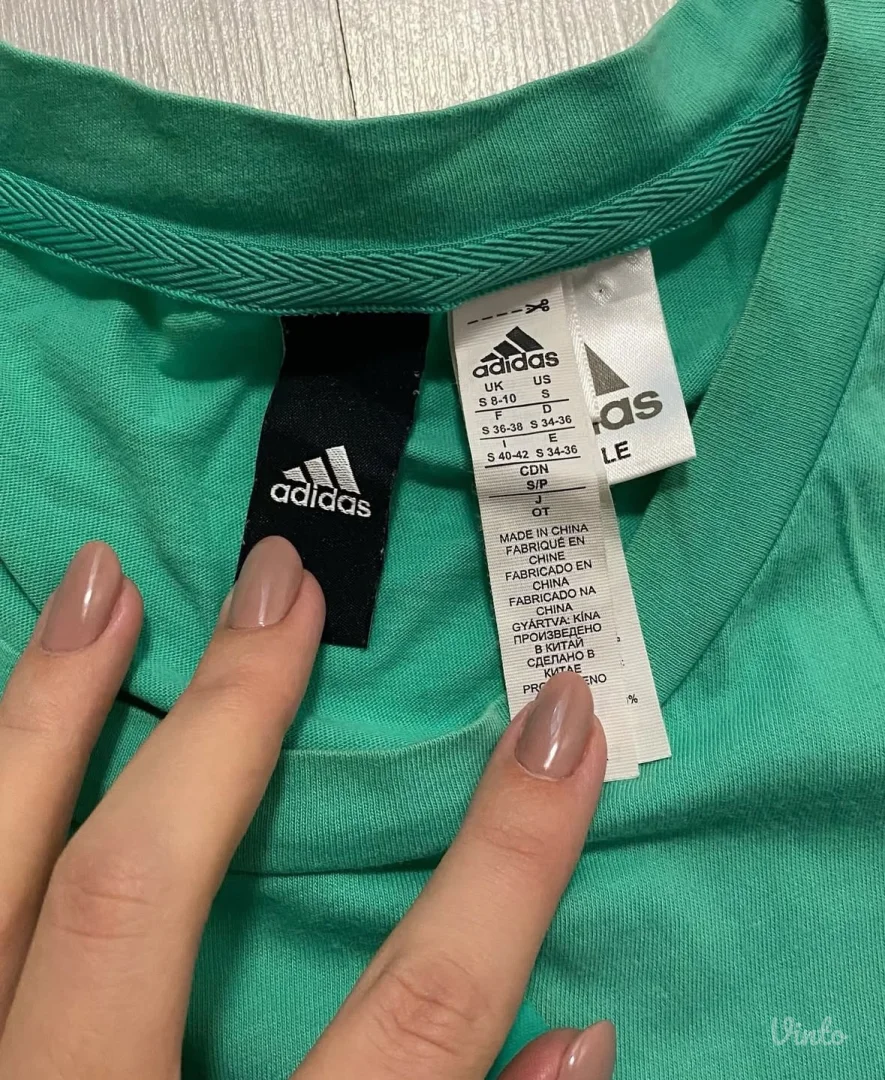 adidas
adidas
UK US
S 8-10 S
F D
S 36-38 S 34-36
I E
S 40-42 S 34-36
CDN
S/P
J
OT
MADE IN CHINA
FABRIQUÉ EN
CHINE
FABRICADO EN
CHINA
FABRICADO NA
CHINA
GYÁRTVA: KÍNA
ПРОИЗВЕДЕНО
В КИТАЙ
СДЕЛАНО В
КИТАЕ
das
LE
%
Vinto